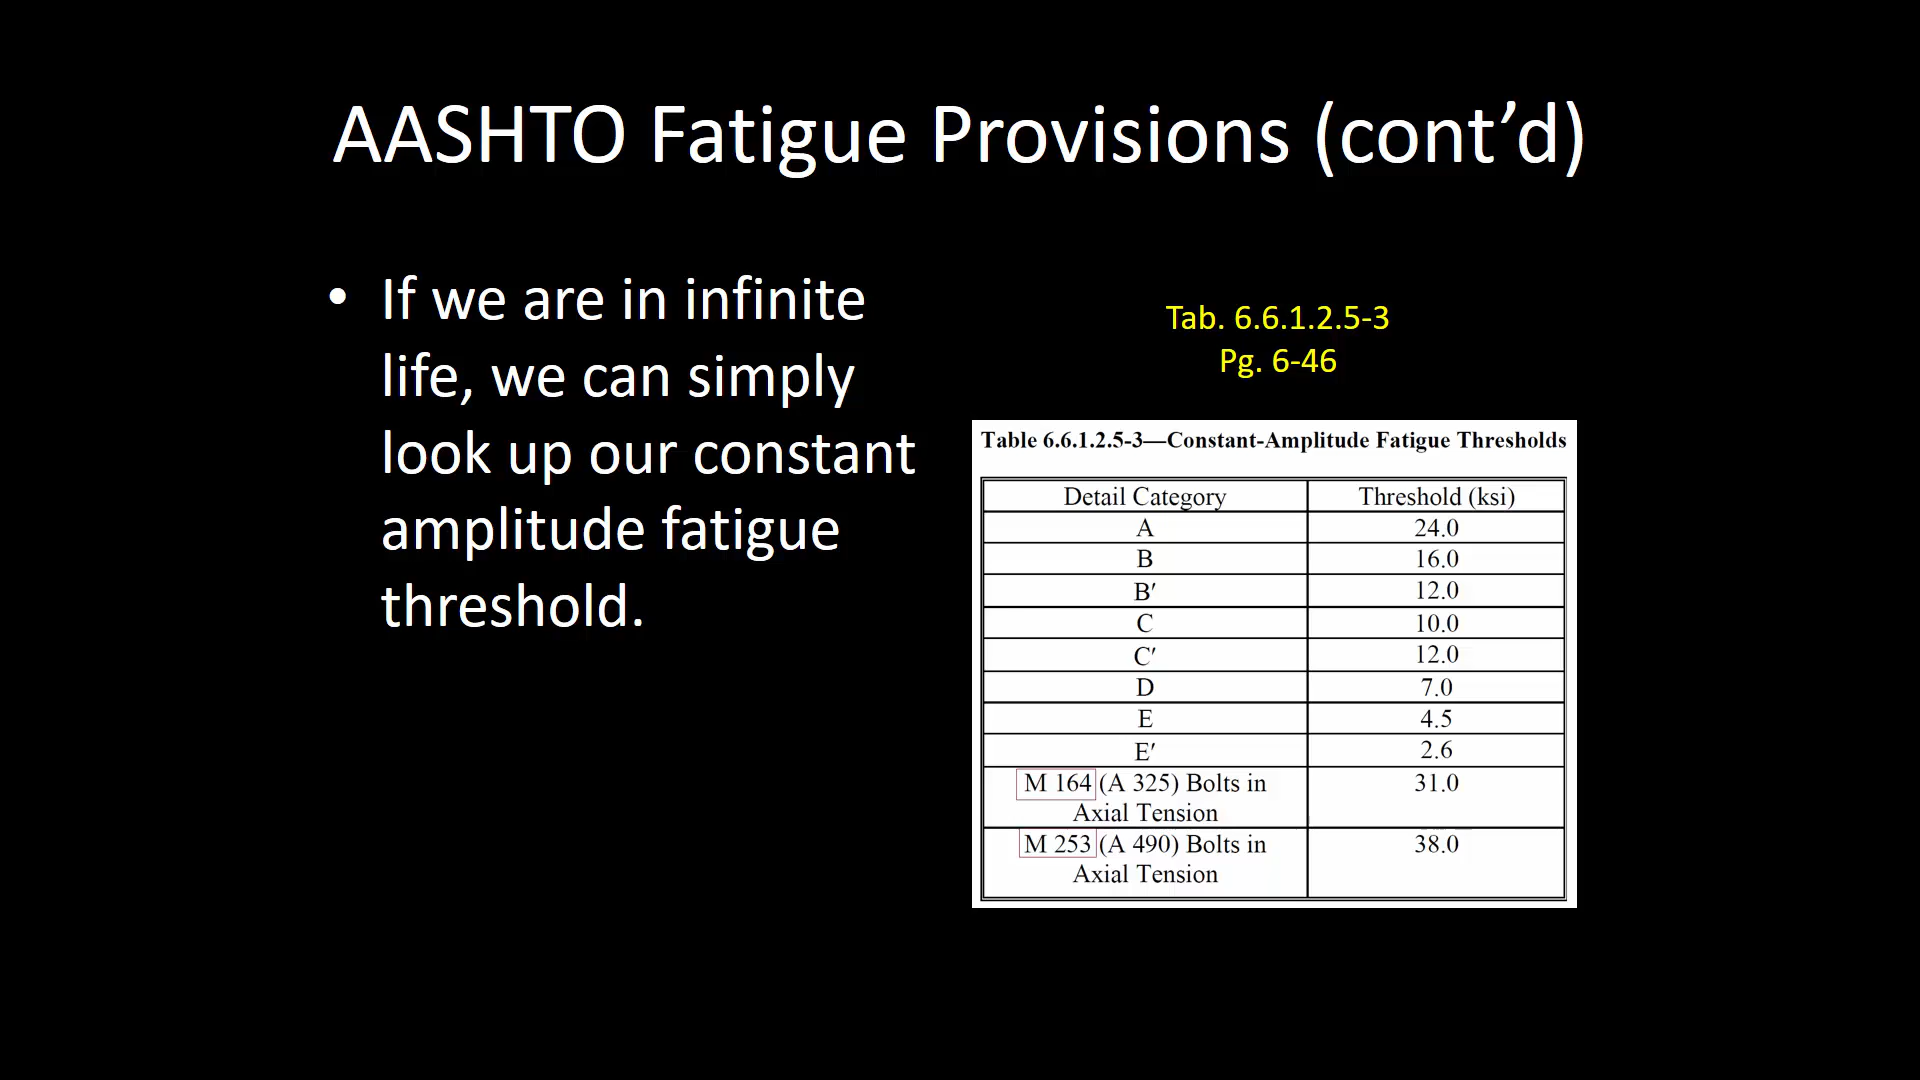 AASHTO Fatigue Provisions (cont’d)
• If we are in infinite
life, we can simply
look up our constant
amplitude fatigue
threshold.
Tab. 6.6.1.2.5-3
Pg. 6-46
Table 6.6.1.2.5-3—Constant-Amplitude Fatigue Thresholds
Detail Category Threshold (ksi)
A 24.0
B 16.0
B′ 12.0
C 10.0
C′ 12.0
D 7.0
E 4.5
E′ 2.6
M 164 (A 325) Bolts in 31.0
Axial Tension
M 253 (A 490) Bolts in 38.0
Axial Tension